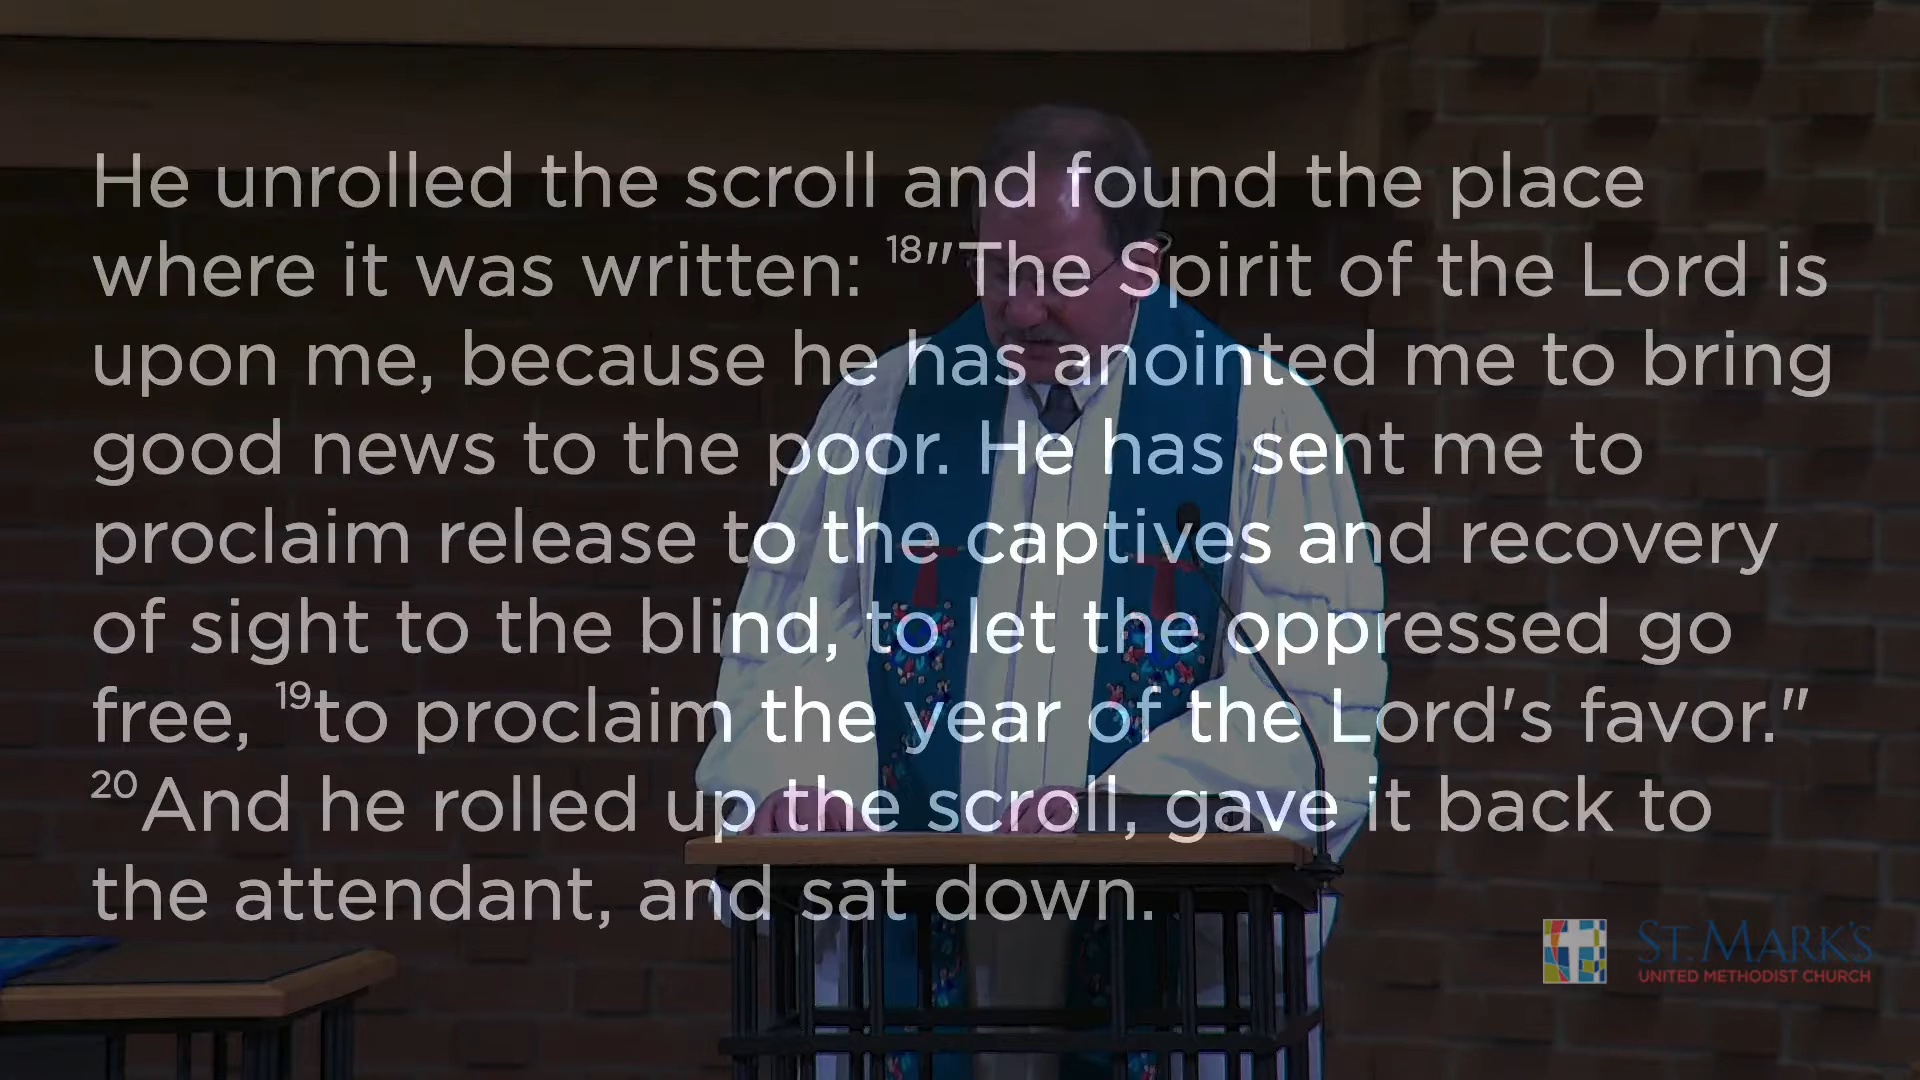 He unrolled the scroll and found the place
where it was written: 18"The Spirit of the Lord is
upon me, because he has anointed me to bring
good news to the poor. He has sent me to
proclaim release to the captives and recovery
of sight to the blind, to let the oppressed go
free, 19to proclaim the year of the Lord's favor."
20And he rolled up the scroll, gave it back to
the attendant, and sat down.
ST. MARK'S
UNITED METHODIST CHURCH